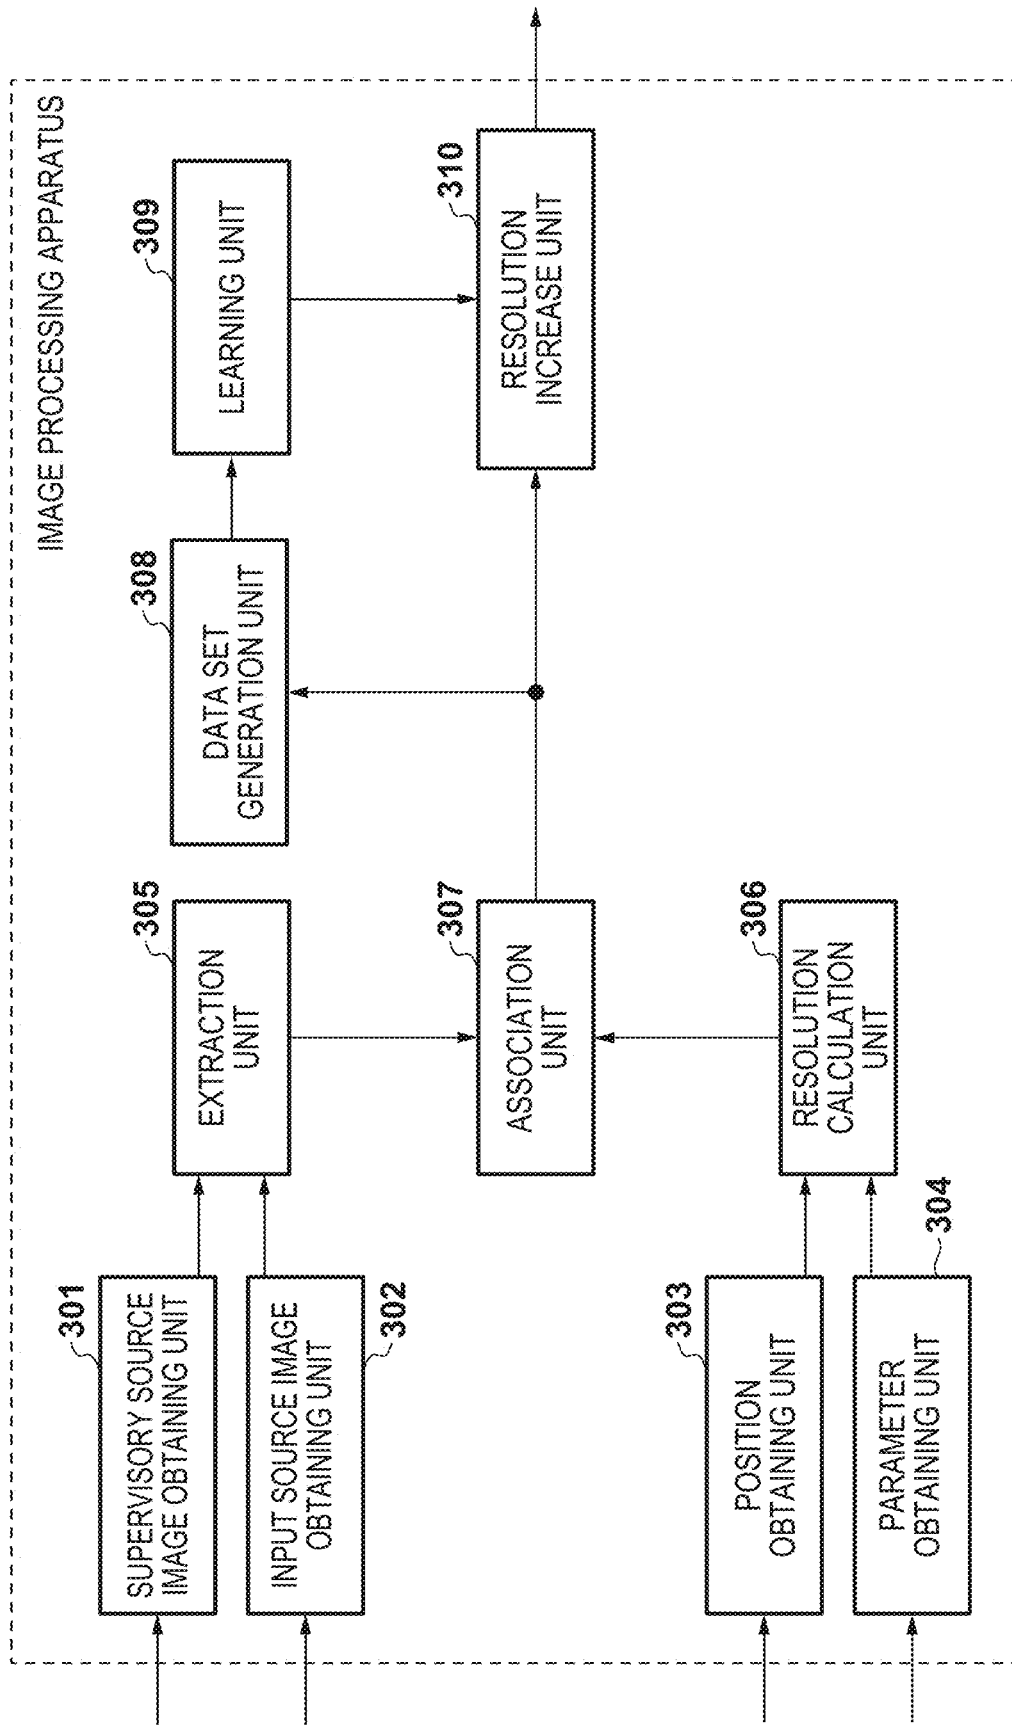 IMAGE PROCESSING APPARATUS
301
SUPERVISORY SOURCE
IMAGE OBTAINING UNIT
302
INPUT SOURCE IMAGE
OBTAINING UNIT
303
POSITION
OBTAINING UNIT
304
PARAMETER
OBTAINING UNIT
305
EXTRACTION
UNIT
307
ASSOCIATION
UNIT
306
RESOLUTION
CALCULATION
UNIT
308
DATA SET
GENERATION UNIT
309
LEARNING UNIT
310
RESOLUTION
INCREASE UNIT